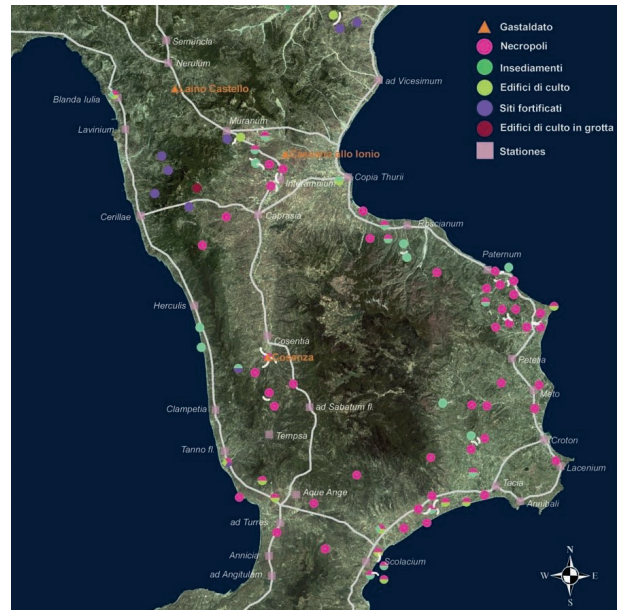 Gastaldato
Necropoli
Insediamenti
Edifici di culto
Siti fortificati
Edifici di culto in grotta
Stationes
Semuncla
Nerulum
Laino Castello
ad Vicesimum
Blanda Iulia
Lavinium
Muranum
allo Ionio
Interamnium
Copia Thurii
Cerillae
Caprasia
Roscianum
Paternum
Herculis
Cosentia
Cosenza
Petelia
Meto
Clampetia
ad Sabatum fl.
Tempsa
Croton
Tanno fl.
Lacenium
Tacia
Aque Ange
Annibali
ad Turres
Annicia
Scolacium
ad Angitulam
N
W
E
S